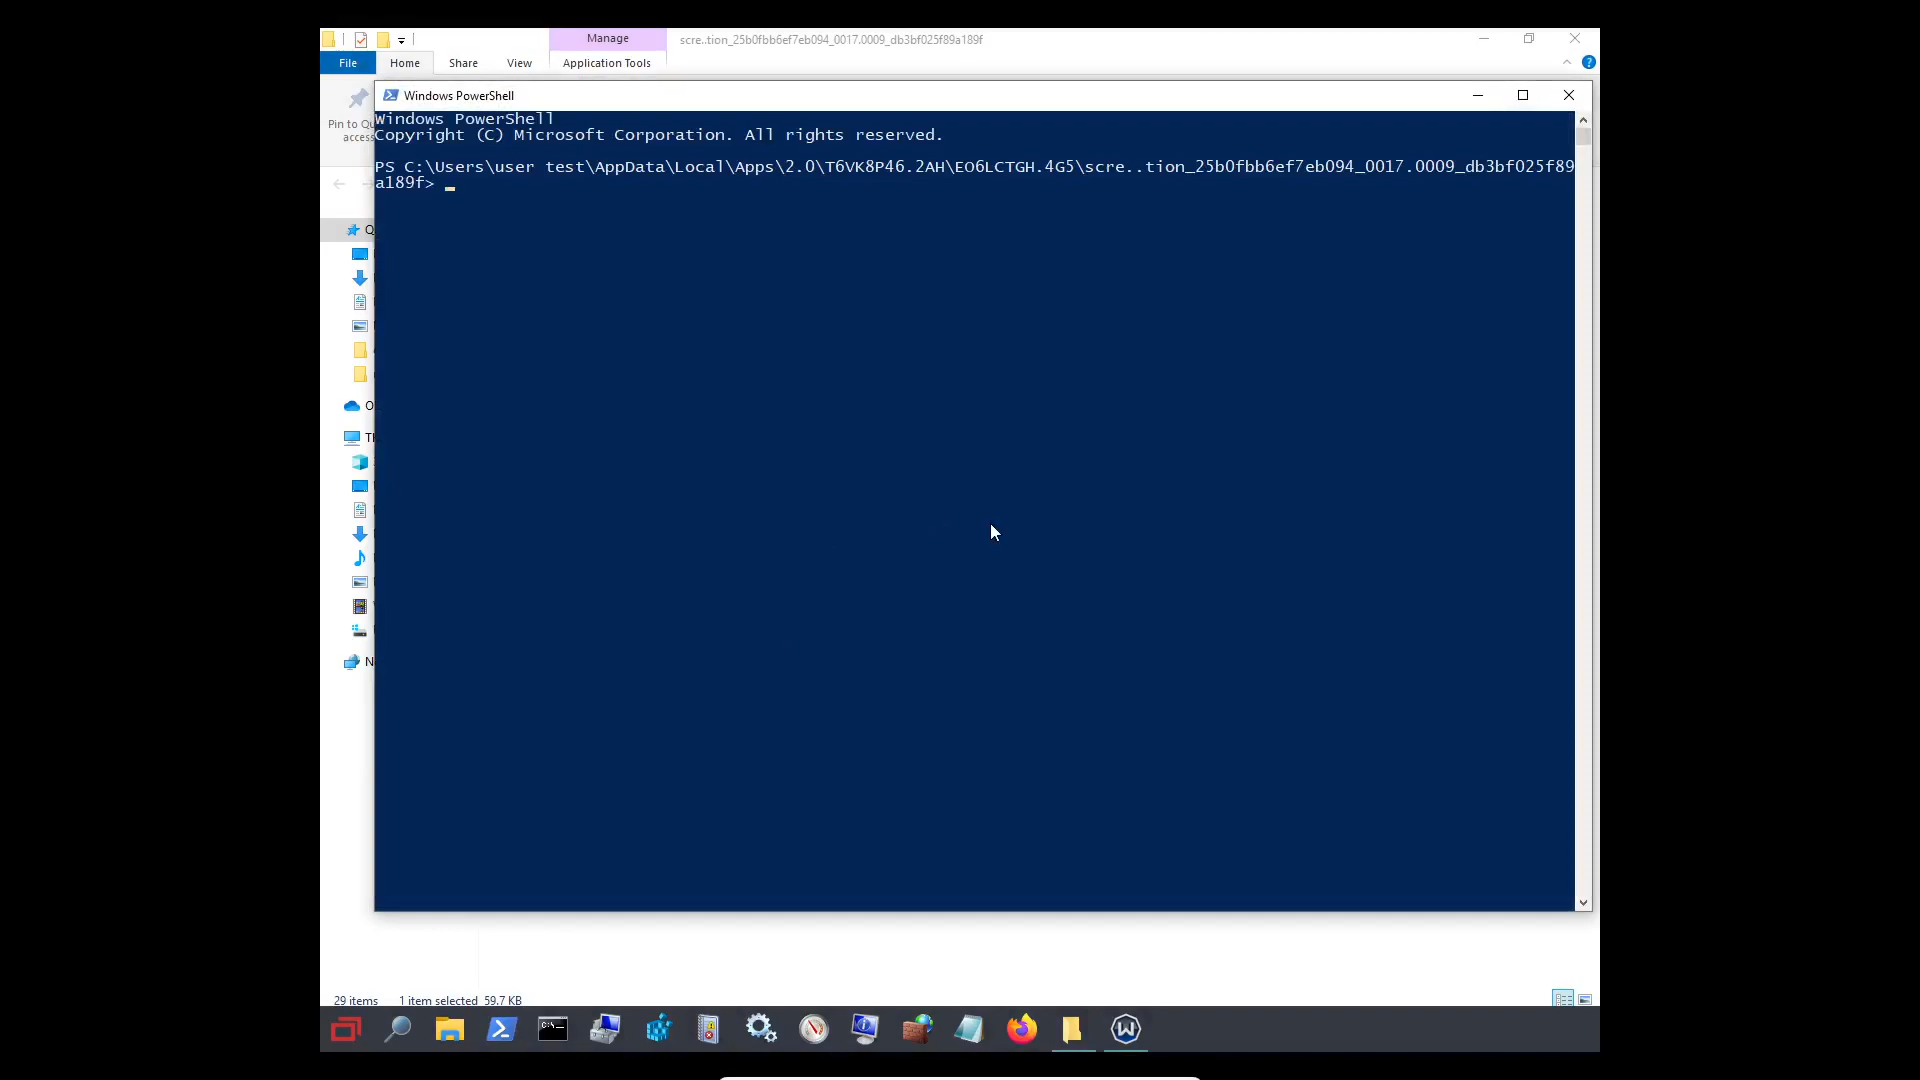 Manage
scre..tion_25b0fbb6ef7eb094_0017.0009_db3bf025f89a189f
File
Home
Share
View
Application Tools
Pin to Qu
access
Windows PowerShell
Windows PowerShell
Copyright (C) Microsoft Corporation. All rights reserved.
PS C:\Users\user test\AppData\Local\Apps\2.0\T6VK8P46.2AH\EO6LCTGH.4G5\scre..tion_25b0fbb6ef7eb094_0017.0009_db3bf025f89
a189f>
29 items
1 item selected 59.7 KB